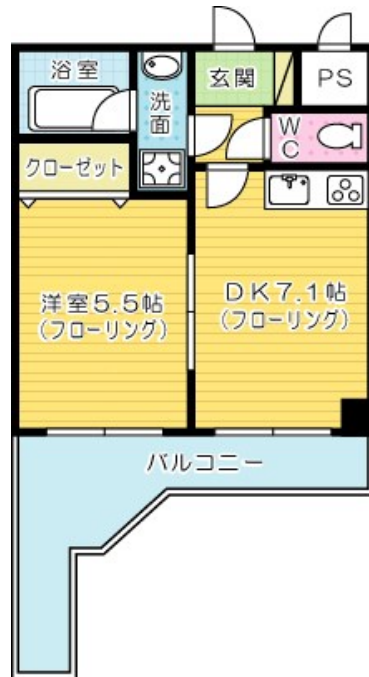 浴室
洗面
玄関
PS
WC
クローゼット
洋室5.5帖
(フローリング)
DK7.1帖
(フローリング)
バルコニー